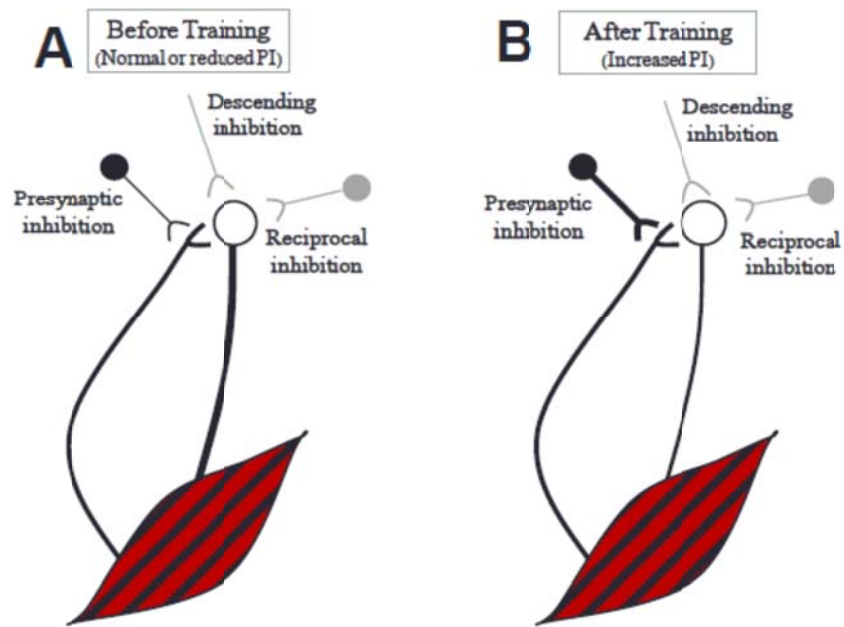 A
Before Training
(Normal or reduced PI)
Descending
inhibition
Presynaptic
inhibition
Reciprocal
inhibition
B
After Training
(Increased PI)
Descending
inhibition
Presynaptic
inhibition
Reciprocal
inhibition